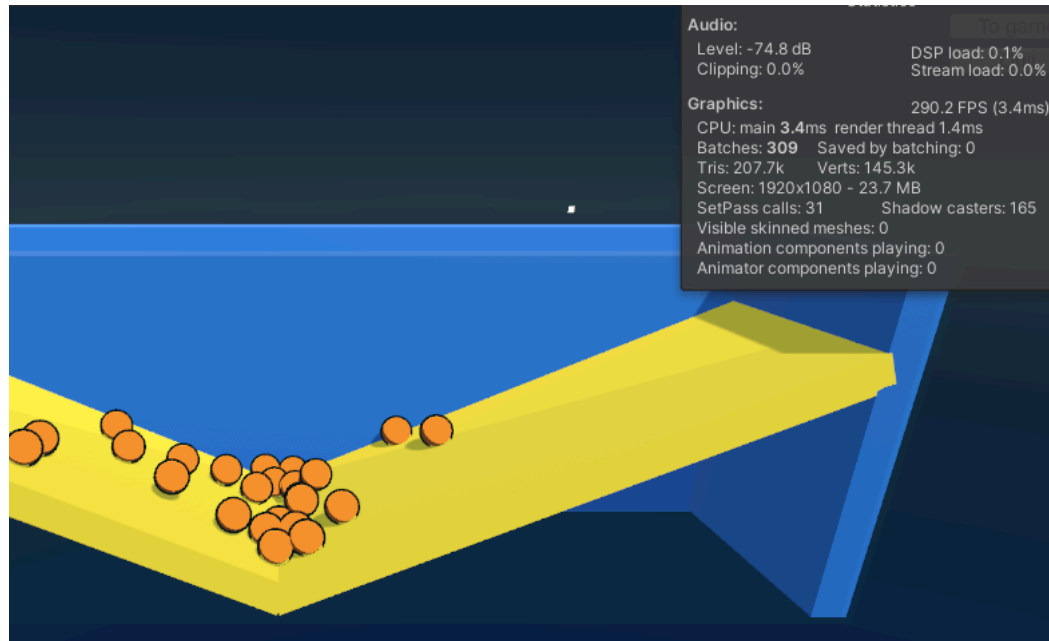 Statistics
To game
Audio:
Level: -74.8 dB
DSP load: 0.1%
Clipping: 0.0%
Stream load: 0.0%
Graphics:
290.2 FPS (3.4ms)
CPU: main 3.4ms render thread 1.4ms
Batches: 309 Saved by batching: 0
Tris: 207.7k Verts: 145.3k
Screen: 1920x1080 - 23.7 MB
SetPass calls: 31 Shadow casters: 165
Visible skinned meshes: 0
Animation components playing: 0
Animator components playing: 0